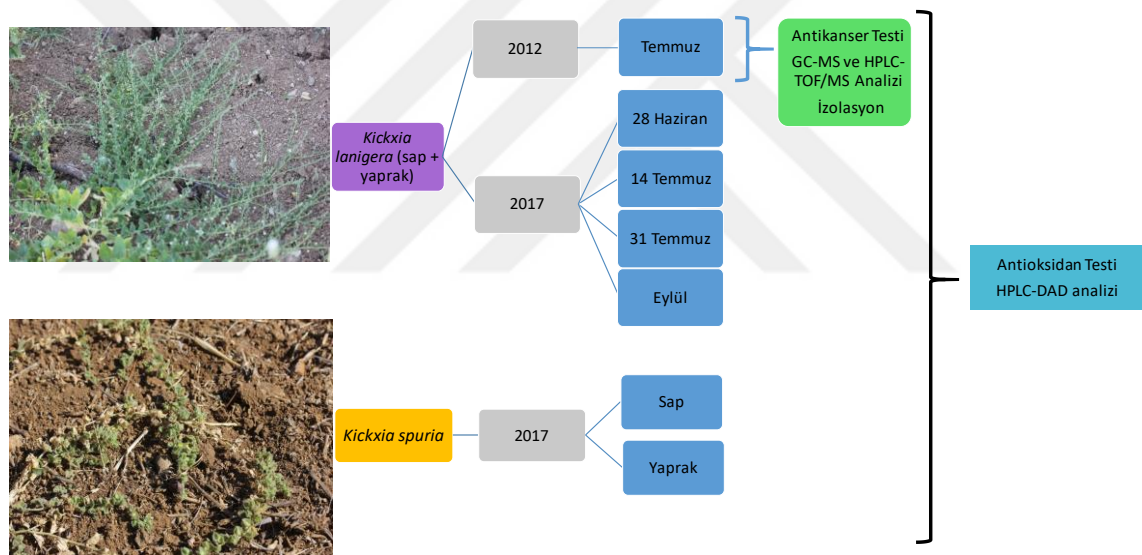 Kickxia
lanigera (sap +
yaprak)
2012
Temmuz
Antikanser Testi
GC-MS ve HPLC-
TOF/MS Analizi
İzolasyon
2017
28 Haziran
14 Temmuz
31 Temmuz
Eylül
Antioksidan Testi
HPLC-DAD analizi
Kickxia spuria
2017
Sap
Yaprak